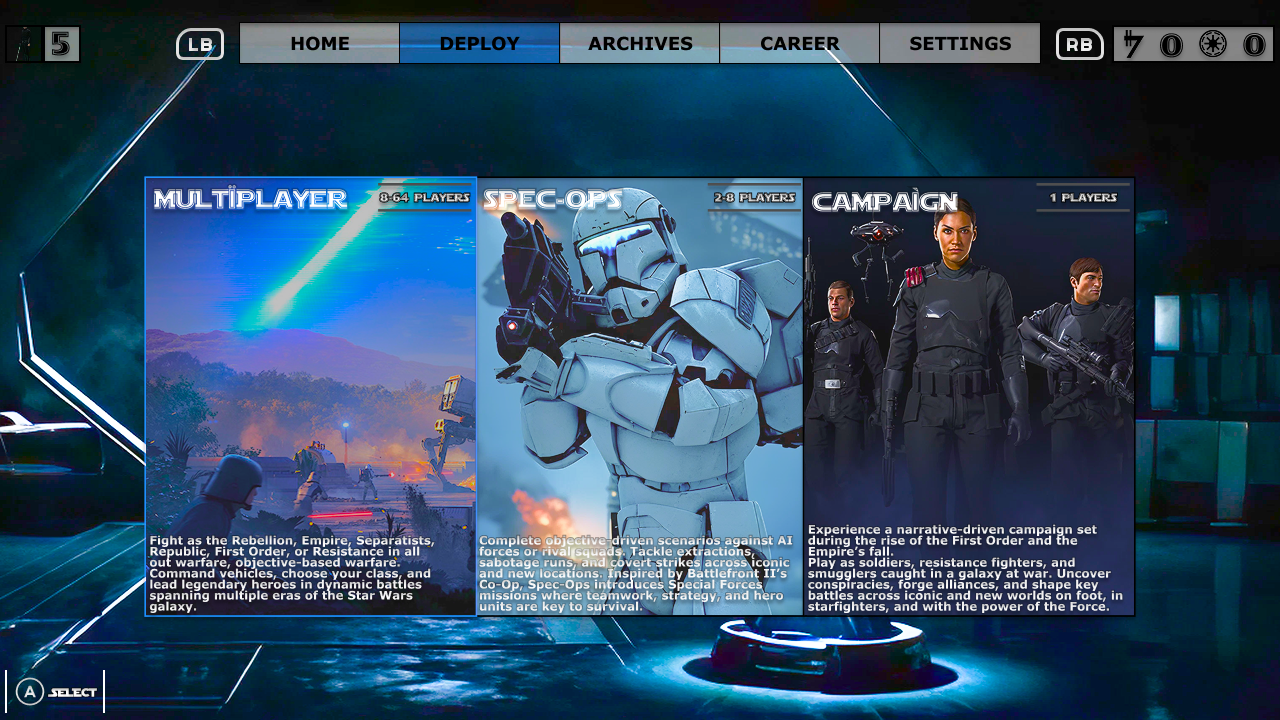 5
LB
HOME
DEPLOY
ARCHIVES
CAREER
SETTINGS
RB
7 0 0
MULTÏPLAYER
8-64 PLAYERS
SPEC-OPS
2-8 PLAYERS
CAMPAÌGN
1 PLAYERS
Fight as the Rebellion, Empire, Separatists,
Republic, First Order, or Resistance in all
out warfare, objective-based warfare.
Command vehicles, choose your class, and
lead legendary heroes in dynamic battles
spanning multiple eras of the Star Wars
galaxy.
Complete objective-driven scenarios against AI
forces or rival squads. Tackle extractions,
sabotage runs, and covert strikes across iconic
and new locations. Inspired by Battlefront II's
Co-Op, Spec-Ops introduces Special Forces
missions where teamwork, strategy, and hero
units are key to survival.
Experience a narrative-driven campaign set
during the rise of the First Order and the
Empire's fall.
Play as soldiers, resistance fighters, and
smugglers caught in a galaxy at war. Uncover
conspiracies, forge alliances, and shape key
battles across iconic and new worlds on foot, in
starfighters, and with the power of the Force.
A SELECT